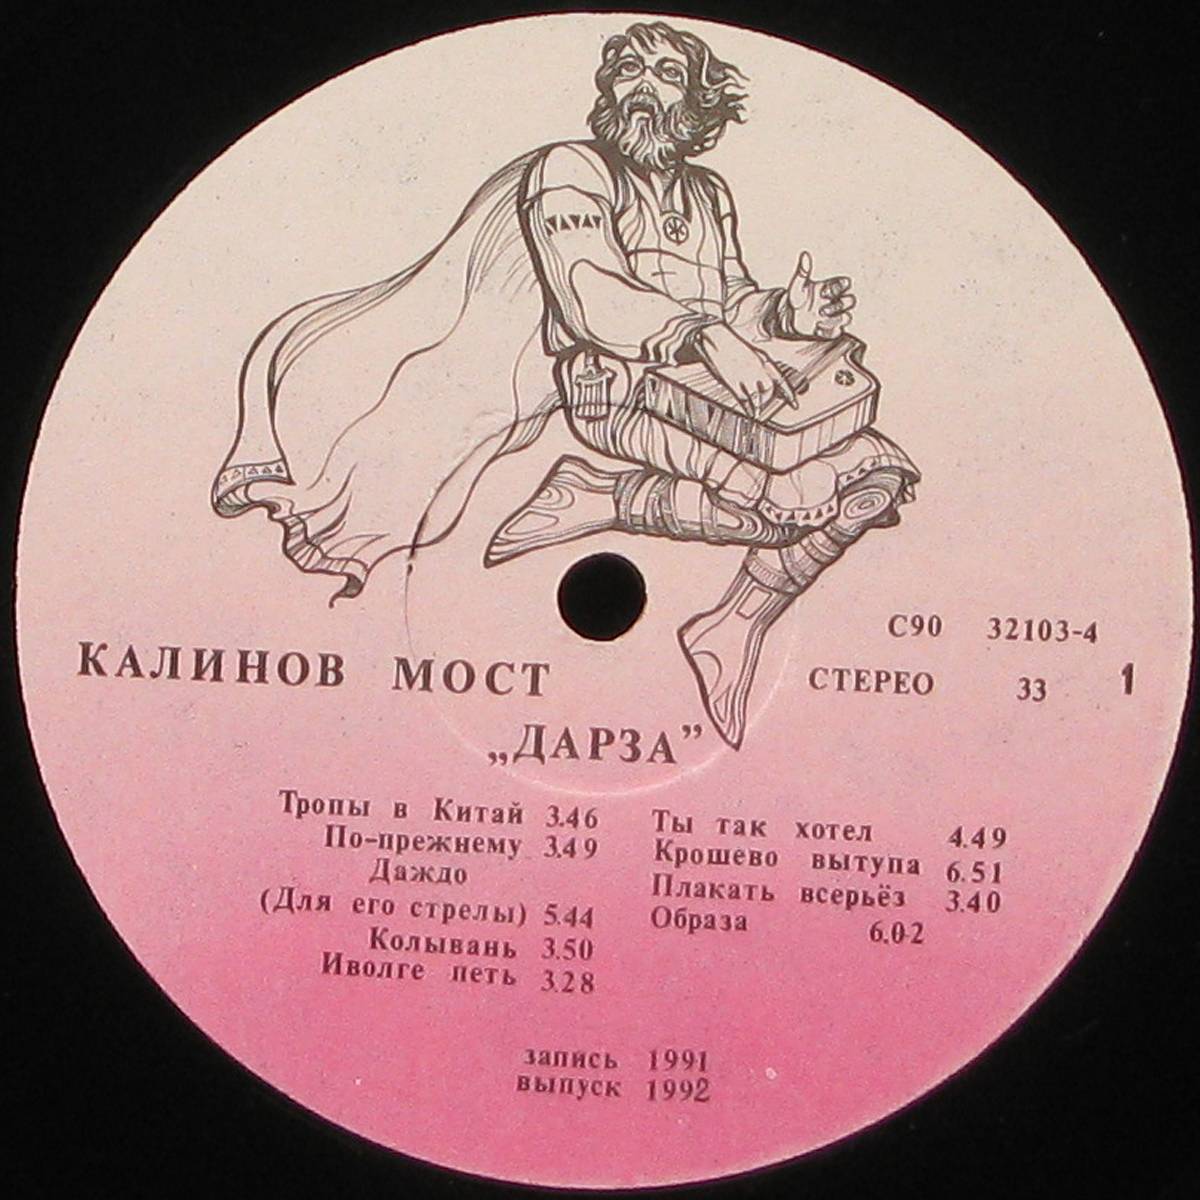 С90 32103-4
КАЛИНОВ МОСТ
СТЕРЕО 33 1
„ДАРЗА”
Тропы в Китай 3.46
По-прежнему 3.49
Даждо
(Для его стрелы) 5.44
Колывань 3.50
Иволге петь 3.28
Ты так хотел 4.49
Крошево вытупа 6.51
Плакать всерьёз 3.40
Образа 6.02
запись 1991
выпуск 1992